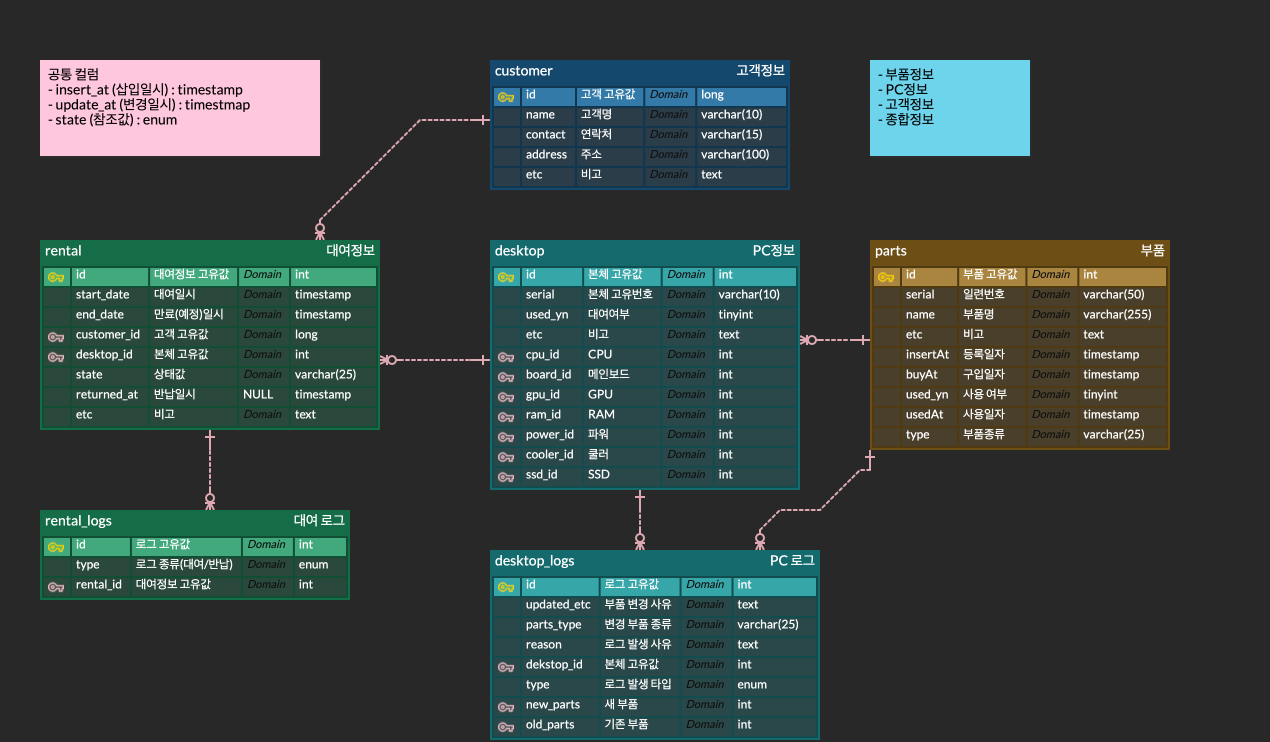 공통 컬럼
- insert_at (삽입일시) : timestamp
- update_at (변경일시) : timestmap
- state (참조값) : enum
customer 고객정보
id 고객 고유값 Domain long
name 고객명 Domain varchar(10)
contact 연락처 Domain varchar(15)
address 주소 Domain varchar(100)
etc 비고 Domain text
- 부품정보
- PC정보
- 고객정보
- 종합정보
rental 대여정보
id 대여정보 고유값 Domain int
start_date 대여일시 Domain timestamp
end_date 만료(예정)일시 Domain timestamp
customer_id 고객 고유값 Domain long
desktop_id 본체 고유값 Domain int
state 상태값 Domain varchar(25)
returned_at 반납일시 NULL timestamp
etc 비고 Domain text
desktop PC정보
id 본체 고유값 Domain int
serial 본체 고유번호 Domain varchar(10)
used_yn 대여여부 Domain tinyint
etc 비고 Domain text
cpu_id CPU Domain int
board_id 메인보드 Domain int
gpu_id GPU Domain int
ram_id RAM Domain int
power_id 파워 Domain int
cooler_id 쿨러 Domain int
ssd_id SSD Domain int
parts 부품
id 부품 고유값 Domain int
serial 일련번호 Domain varchar(50)
name 부품명 Domain varchar(255)
etc 비고 Domain text
insertAt 등록일자 Domain timestamp
buyAt 구입일자 Domain timestamp
used_yn 사용 여부 Domain tinyint
usedAt 사용일자 Domain timestamp
type 부품종류 Domain varchar(25)
rental_logs 대여 로그
id 로그 고유값 Domain int
type 로그 종류(대여/반납) Domain enum
rental_id 대여정보 고유값 Domain int
desktop_logs PC 로그
id 로그 고유값 Domain int
updated_etc 부품 변경 사유 Domain text
parts_type 변경 부품 종류 Domain varchar(25)
reason 로그 발생 사유 Domain text
dekstop_id 본체 고유값 Domain int
type 로그 발생 타입 Domain enum
new_parts 새 부품 Domain int
old_parts 기존 부품 Domain int